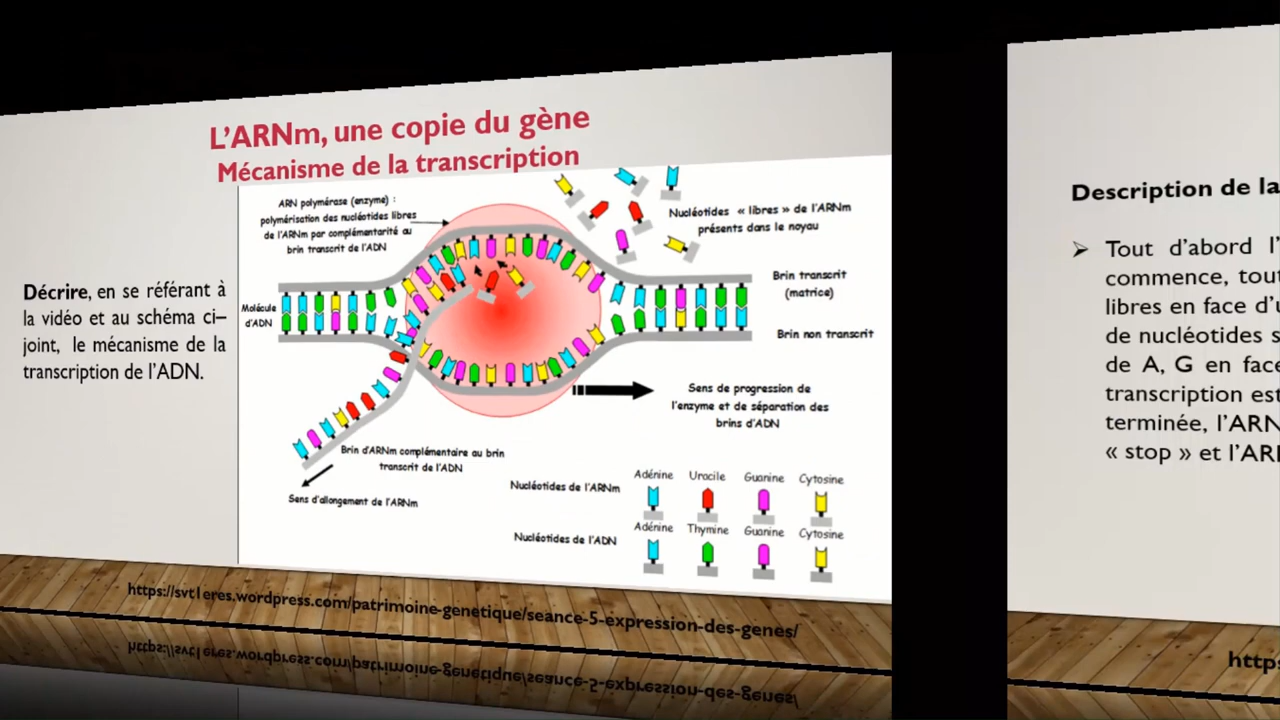 L'ARNm, une copie du gène
Mécanisme de la transcription
Décrire, en se référant à
la vidéo et au schéma ci–
joint, le mécanisme de la
transcription de l'ADN.
ARN polymérase (enzyme) :
polymérisation des nucléotides libres
de l'ARNm par complémentarité au
brin transcrit de l'ADN
Nucléotides « libres » de l'ARNm
présents dans le noyau
Molécule
d'ADN
Brin transcrit
(matrice)
Brin non transcrit
Sens de progression de
l'enzyme et de séparation des
brins d'ADN
Brin d'ARNm complémentaire au brin
transcrit de l'ADN
Sens d'allongement de l'ARNm
Adénine Uracile Guanine Cytosine
Nucléotides de l'ARNm
Adénine Thymine Guanine Cytosine
Nucléotides de l'ADN
https://svt1eres.wordpress.com/patrimoine-genetique/seance-5-expression-des-genes/
Description de la
➢ Tout d'abord l'
commence, tout
libres en face d'u
de nucléotides s
de A, G en face
transcription est
terminée, l'ARN
« stop » et l'ARI
https